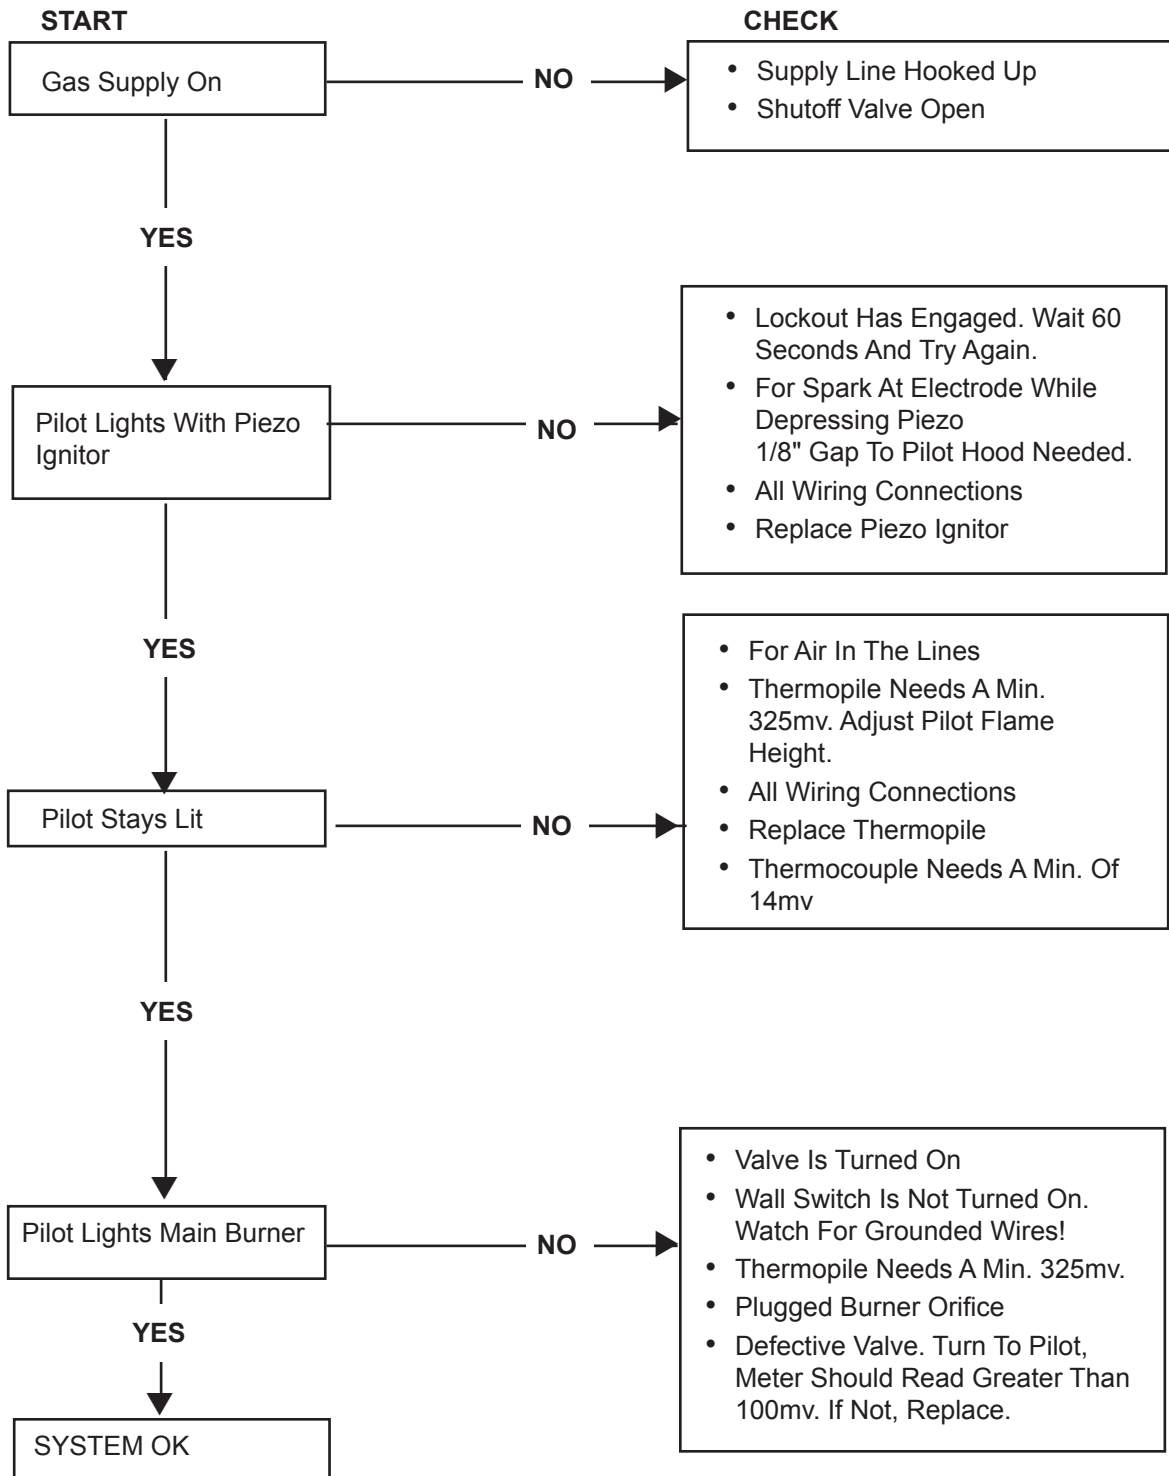 START
CHECK
Gas Supply On
NO
• Supply Line Hooked Up
• Shutoff Valve Open
YES
Pilot Lights With Piezo
Ignitor
NO
• Lockout Has Engaged. Wait 60
Seconds And Try Again.
• For Spark At Electrode While
Depressing Piezo
1/8" Gap To Pilot Hood Needed.
• All Wiring Connections
• Replace Piezo Ignitor
YES
Pilot Stays Lit
NO
• For Air In The Lines
• Thermopile Needs A Min.
325mv. Adjust Pilot Flame
Height.
• All Wiring Connections
• Replace Thermopile
• Thermocouple Needs A Min. Of
14mv
YES
Pilot Lights Main Burner
NO
• Valve Is Turned On
• Wall Switch Is Not Turned On.
Watch For Grounded Wires!
• Thermopile Needs A Min. 325mv.
• Plugged Burner Orifice
• Defective Valve. Turn To Pilot,
Meter Should Read Greater Than
100mv. If Not, Replace.
YES
SYSTEM OK